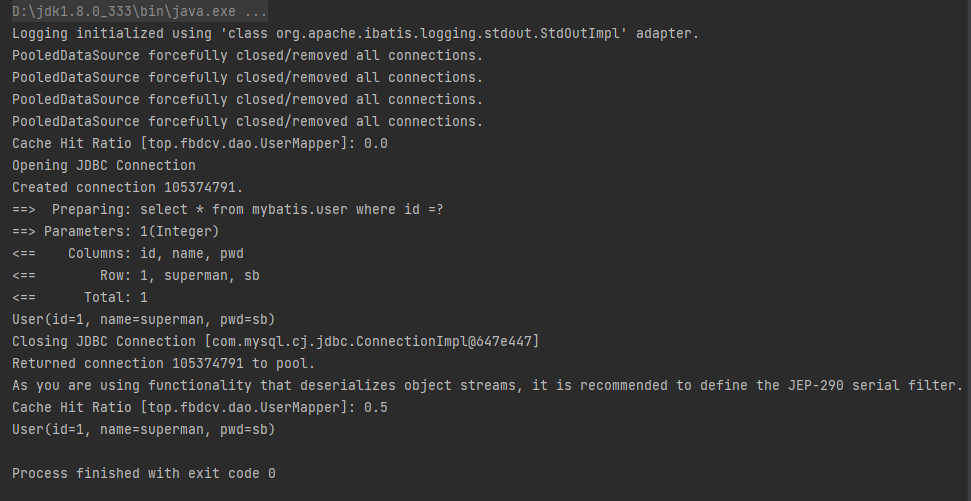 D:\jdk1.8.0_333\bin\java.exe ...
Logging initialized using 'class org.apache.ibatis.logging.stdout.StdOutImpl' adapter.
PooledDataSource forcefully closed/removed all connections.
PooledDataSource forcefully closed/removed all connections.
PooledDataSource forcefully closed/removed all connections.
PooledDataSource forcefully closed/removed all connections.
Cache Hit Ratio [top.fbdcv.dao.UserMapper]: 0.0
Opening JDBC Connection
Created connection 105374791.
==>  Preparing: select * from mybatis.user where id =?
==> Parameters: 1(Integer)
<==    Columns: id, name, pwd
<==        Row: 1, superman, sb
<==      Total: 1
User(id=1, name=superman, pwd=sb)
Closing JDBC Connection [com.mysql.cj.jdbc.ConnectionImpl@647e447]
Returned connection 105374791 to pool.
As you are using functionality that deserializes object streams, it is recommended to define the JEP-290 serial filter.
Cache Hit Ratio [top.fbdcv.dao.UserMapper]: 0.5
User(id=1, name=superman, pwd=sb)
Process finished with exit code 0